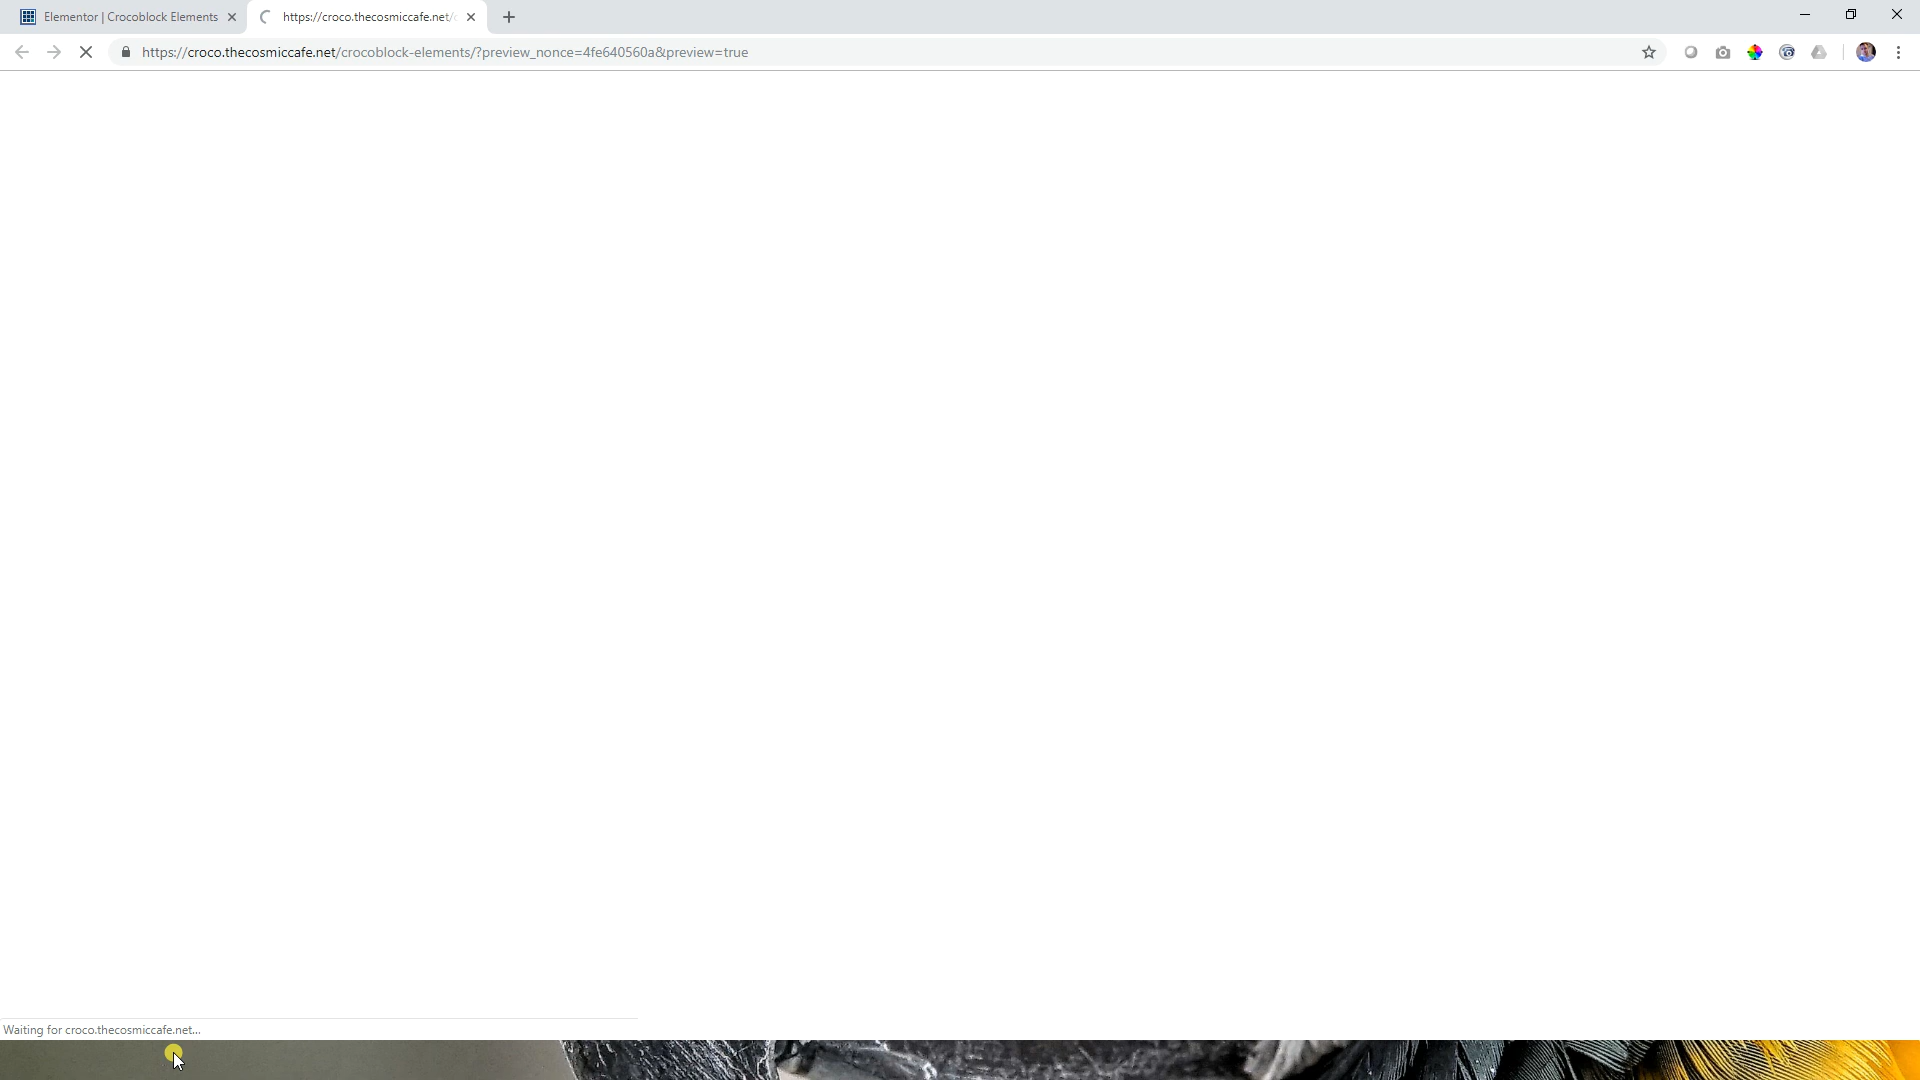 Elementor | Crocoblock Elements
https://croco.thecosmiccafe.net/
https://croco.thecosmiccafe.net/crocoblock-elements/?preview_nonce=4fe640560a&preview=true
Waiting for croco.thecosmiccafe.net...